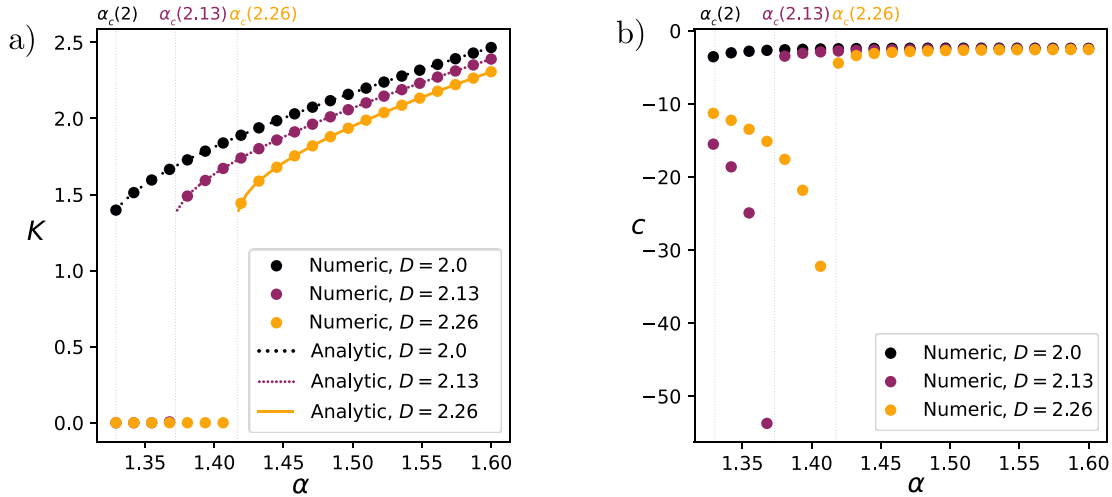 a)
α_c(2) α_c(2.13) α_c(2.26)
2.5
2.0
1.5
1.0
0.5
0.0
K
Numeric, D = 2.0
Numeric, D = 2.13
Numeric, D = 2.26
Analytic, D = 2.0
Analytic, D = 2.13
Analytic, D = 2.26
1.35 1.40 1.45 1.50 1.55 1.60
α
b)
α_c(2) α_c(2.13) α_c(2.26)
0
−10
−20
−30
−40
−50
c
Numeric, D = 2.0
Numeric, D = 2.13
Numeric, D = 2.26
1.35 1.40 1.45 1.50 1.55 1.60
α